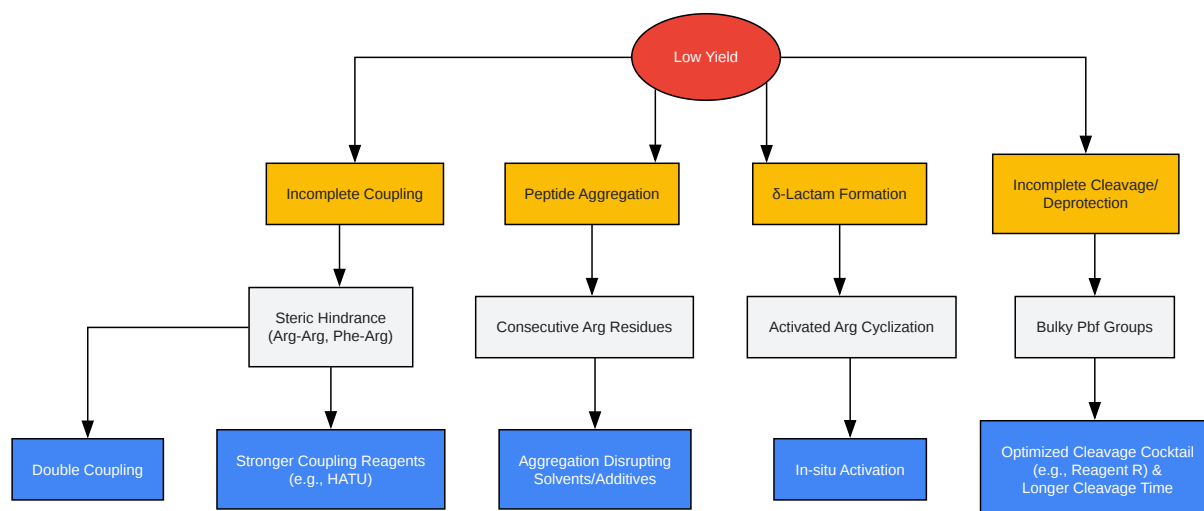 Low Yield
Incomplete Coupling
Peptide Aggregation
δ-Lactam Formation
Incomplete Cleavage/
Deprotection
Steric Hindrance
(Arg-Arg, Phe-Arg)
Consecutive Arg Residues
Activated Arg Cyclization
Bulky Pbf Groups
Double Coupling
Stronger Coupling Reagents
(e.g., HATU)
Aggregation Disrupting
Solvents/Additives
In-situ Activation
Optimized Cleavage Cocktail
(e.g., Reagent R) &
Longer Cleavage Time